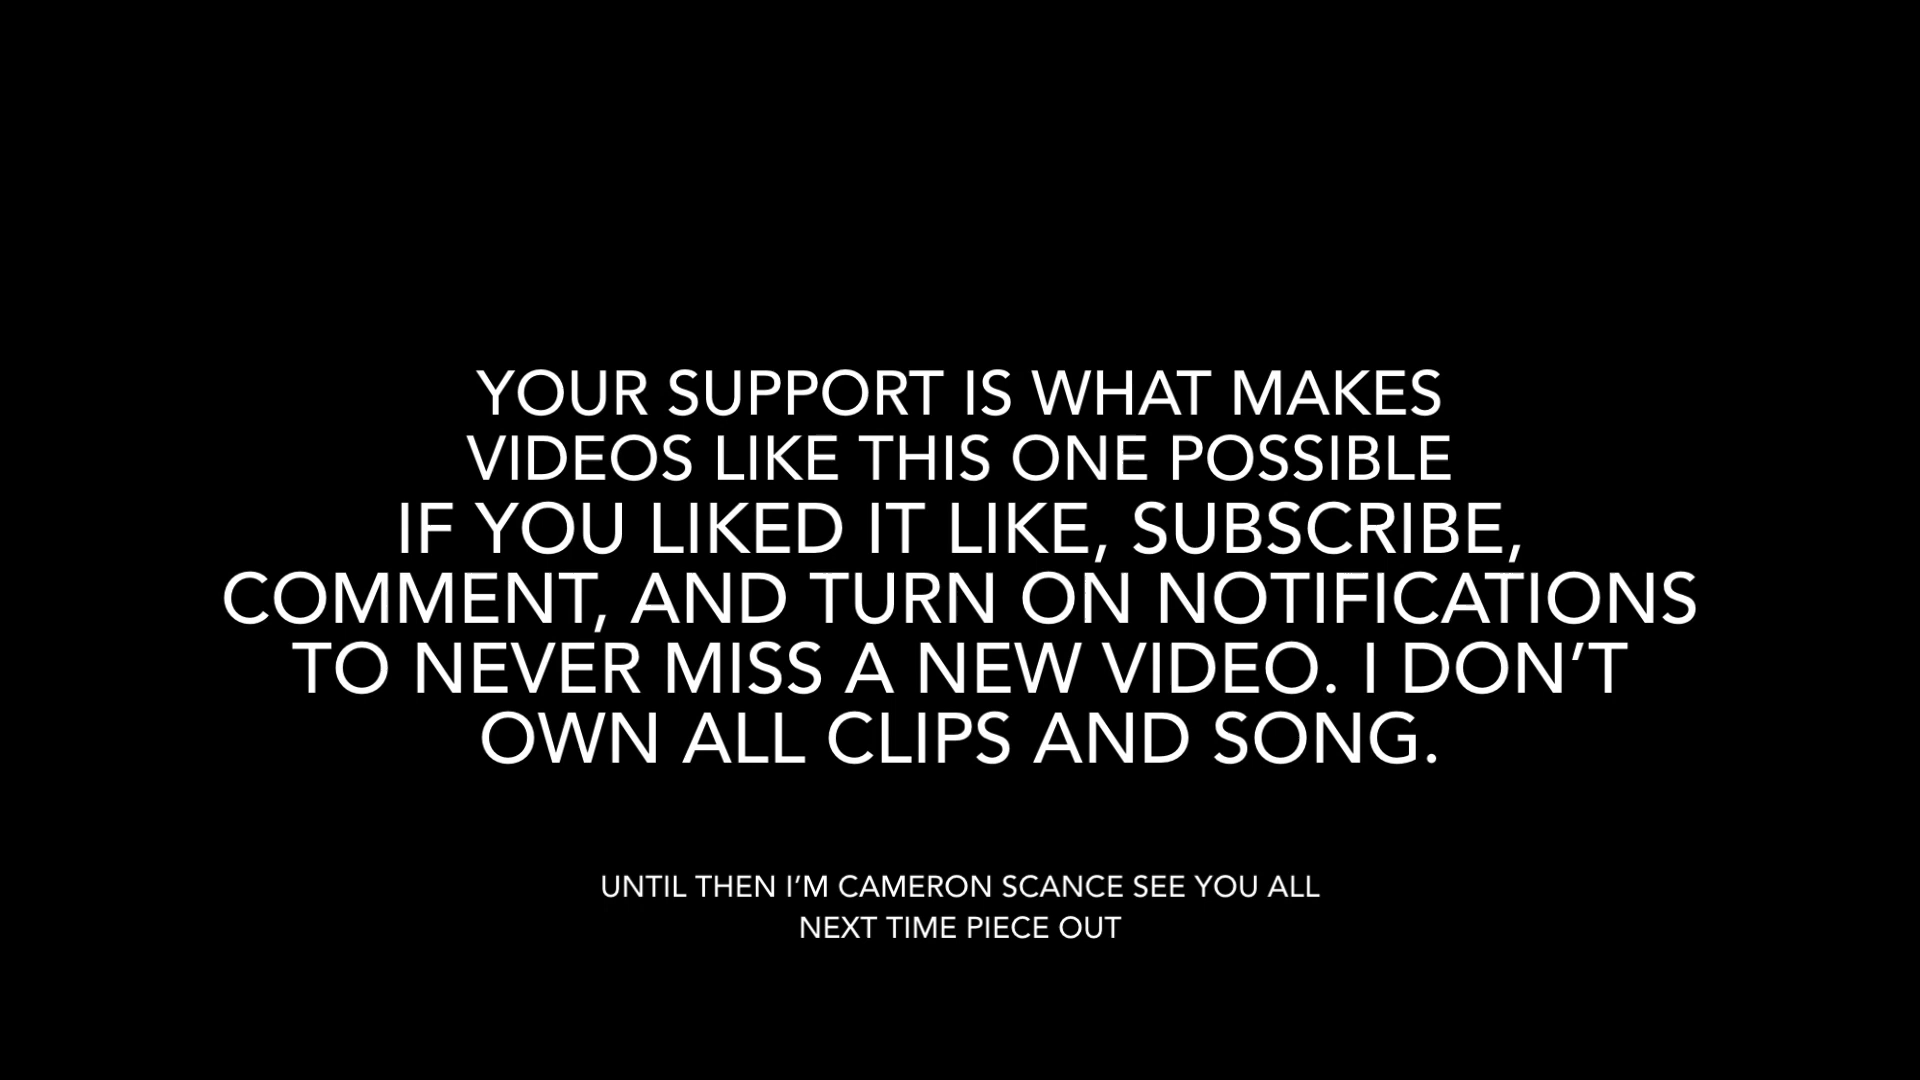 YOUR SUPPORT IS WHAT MAKES
VIDEOS LIKE THIS ONE POSSIBLE
IF YOU LIKED IT LIKE, SUBSCRIBE,
COMMENT, AND TURN ON NOTIFICATIONS
TO NEVER MISS A NEW VIDEO. I DON’T
OWN ALL CLIPS AND SONG.
UNTIL THEN I’M CAMERON SCANCE SEE YOU ALL
NEXT TIME PIECE OUT